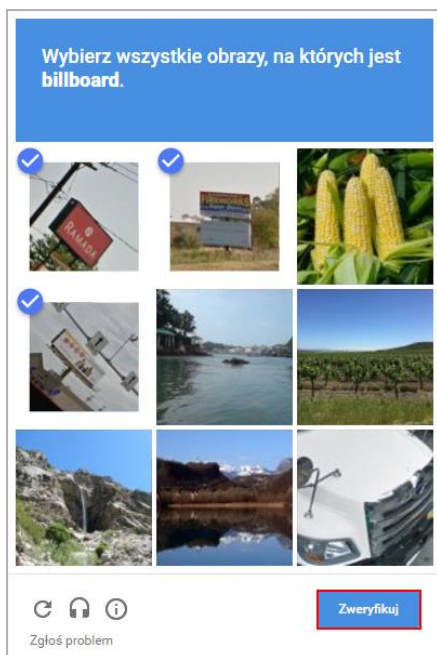 Wybierz wszystkie obrazy, na których jest
billboard.
RAMADA
FIREWORKS
Zweryfikuj
Zgłoś problem